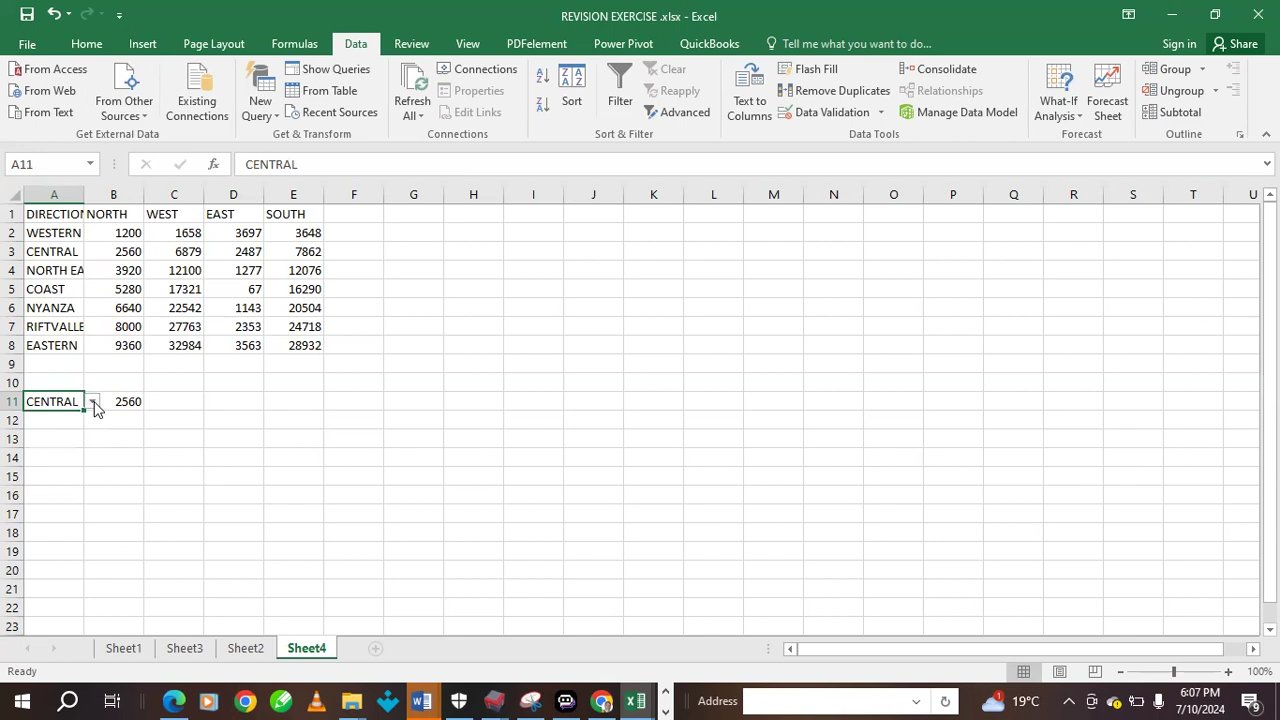 REVISION EXERCISE .xlsx - Excel
File Home Insert Page Layout Formulas Data Review View PDFelement Power Pivot QuickBooks Tell me what you want to do... Sign in Share
From Access
From Web
From Text
From Other Sources
Existing Connections
Get External Data
New Query
Show Queries
From Table
Recent Sources
Get & Transform
Refresh All
Connections
Properties
Edit Links
Connections
Sort
Filter
Clear
Reapply
Advanced
Sort & Filter
Text to Columns
Flash Fill
Remove Duplicates
Data Validation
Consolidate
Relationships
Manage Data Model
Data Tools
What-If Analysis
Forecast Sheet
Forecast
Group
Ungroup
Subtotal
Outline
A11 fx CENTRAL
A B C D E F G H I J K L M N O P Q R S T U
1 DIRECTION NORTH WEST EAST SOUTH
2 WESTERN 1200 1658 3697 3648
3 CENTRAL 2560 6879 2487 7862
4 NORTH EA 3920 12100 1277 12076
5 COAST 5280 17321 67 16290
6 NYANZA 6640 22542 1143 20504
7 RIFTVALLE 8000 27763 2353 24718
8 EASTERN 9360 32984 3563 28932
9
10
11 CENTRAL 2560
12
13
14
15
16
17
18
19
20
21
22
23
Sheet1 Sheet3 Sheet2 Sheet4
Ready 100%
Address 1 19°C 6:07 PM
7/10/2024 9